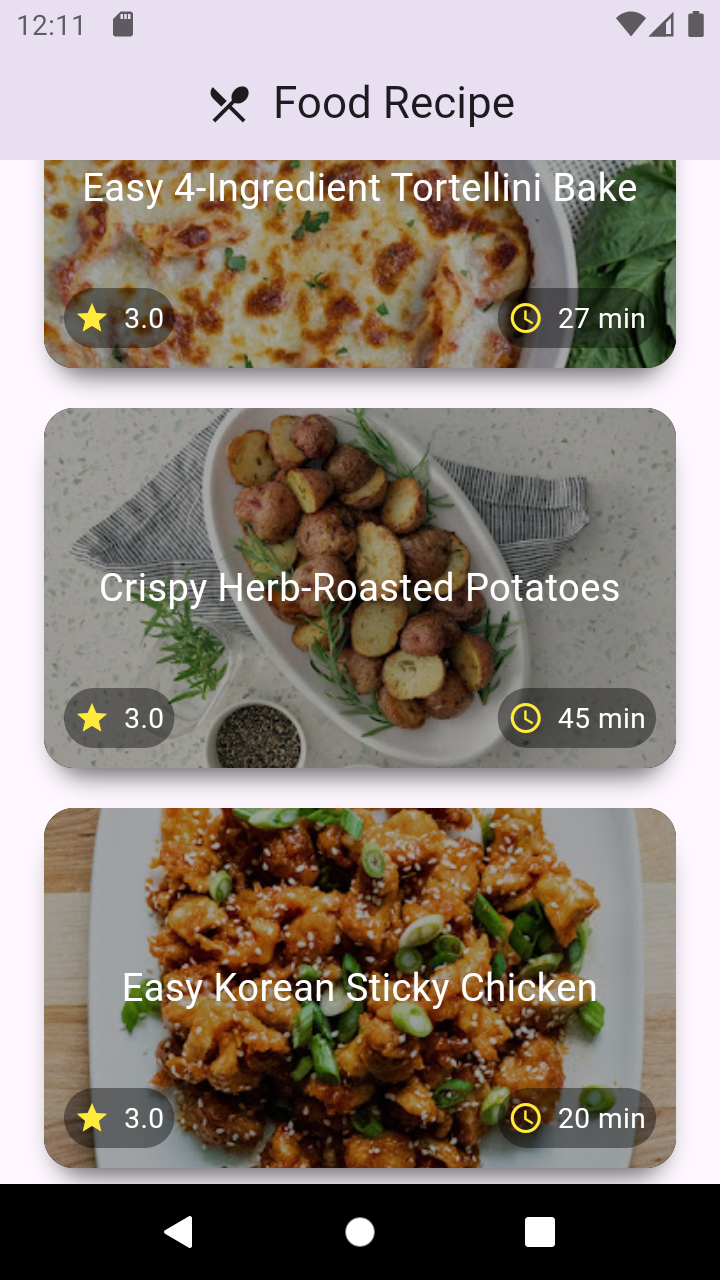 12:11
Food Recipe
Easy 4-Ingredient Tortellini Bake
3.0
27 min
Crispy Herb-Roasted Potatoes
3.0
45 min
Easy Korean Sticky Chicken
3.0
20 min